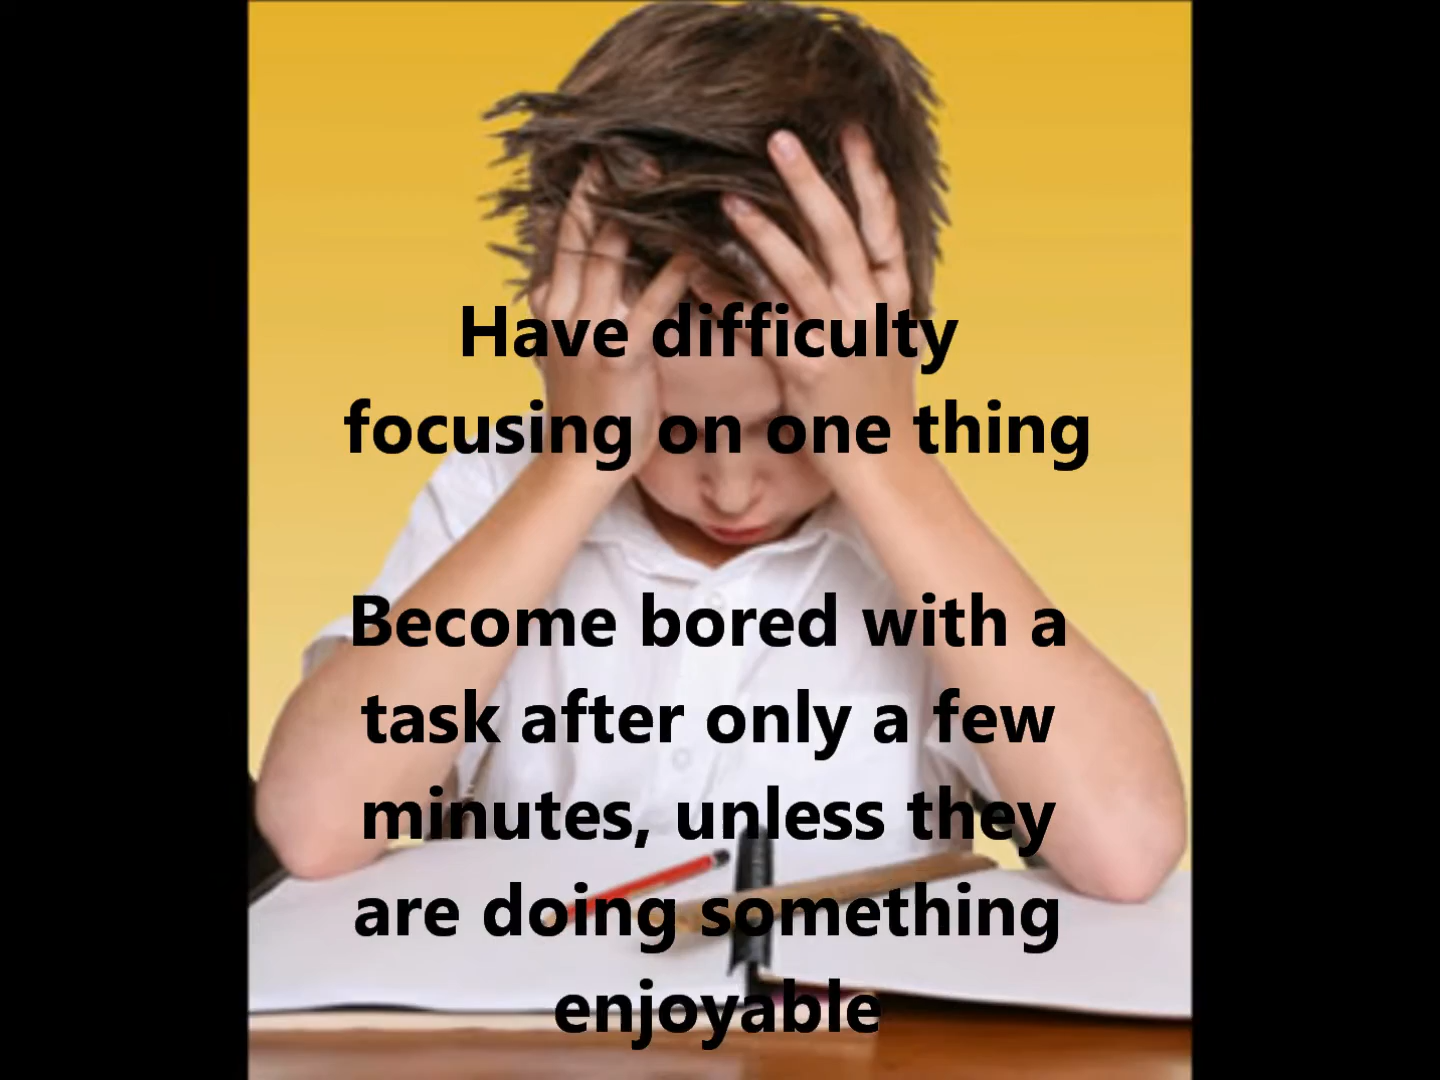 Have difficulty
focusing on one thing
Become bored with a
task after only a few
minutes, unless they
are doing something
enjoyable